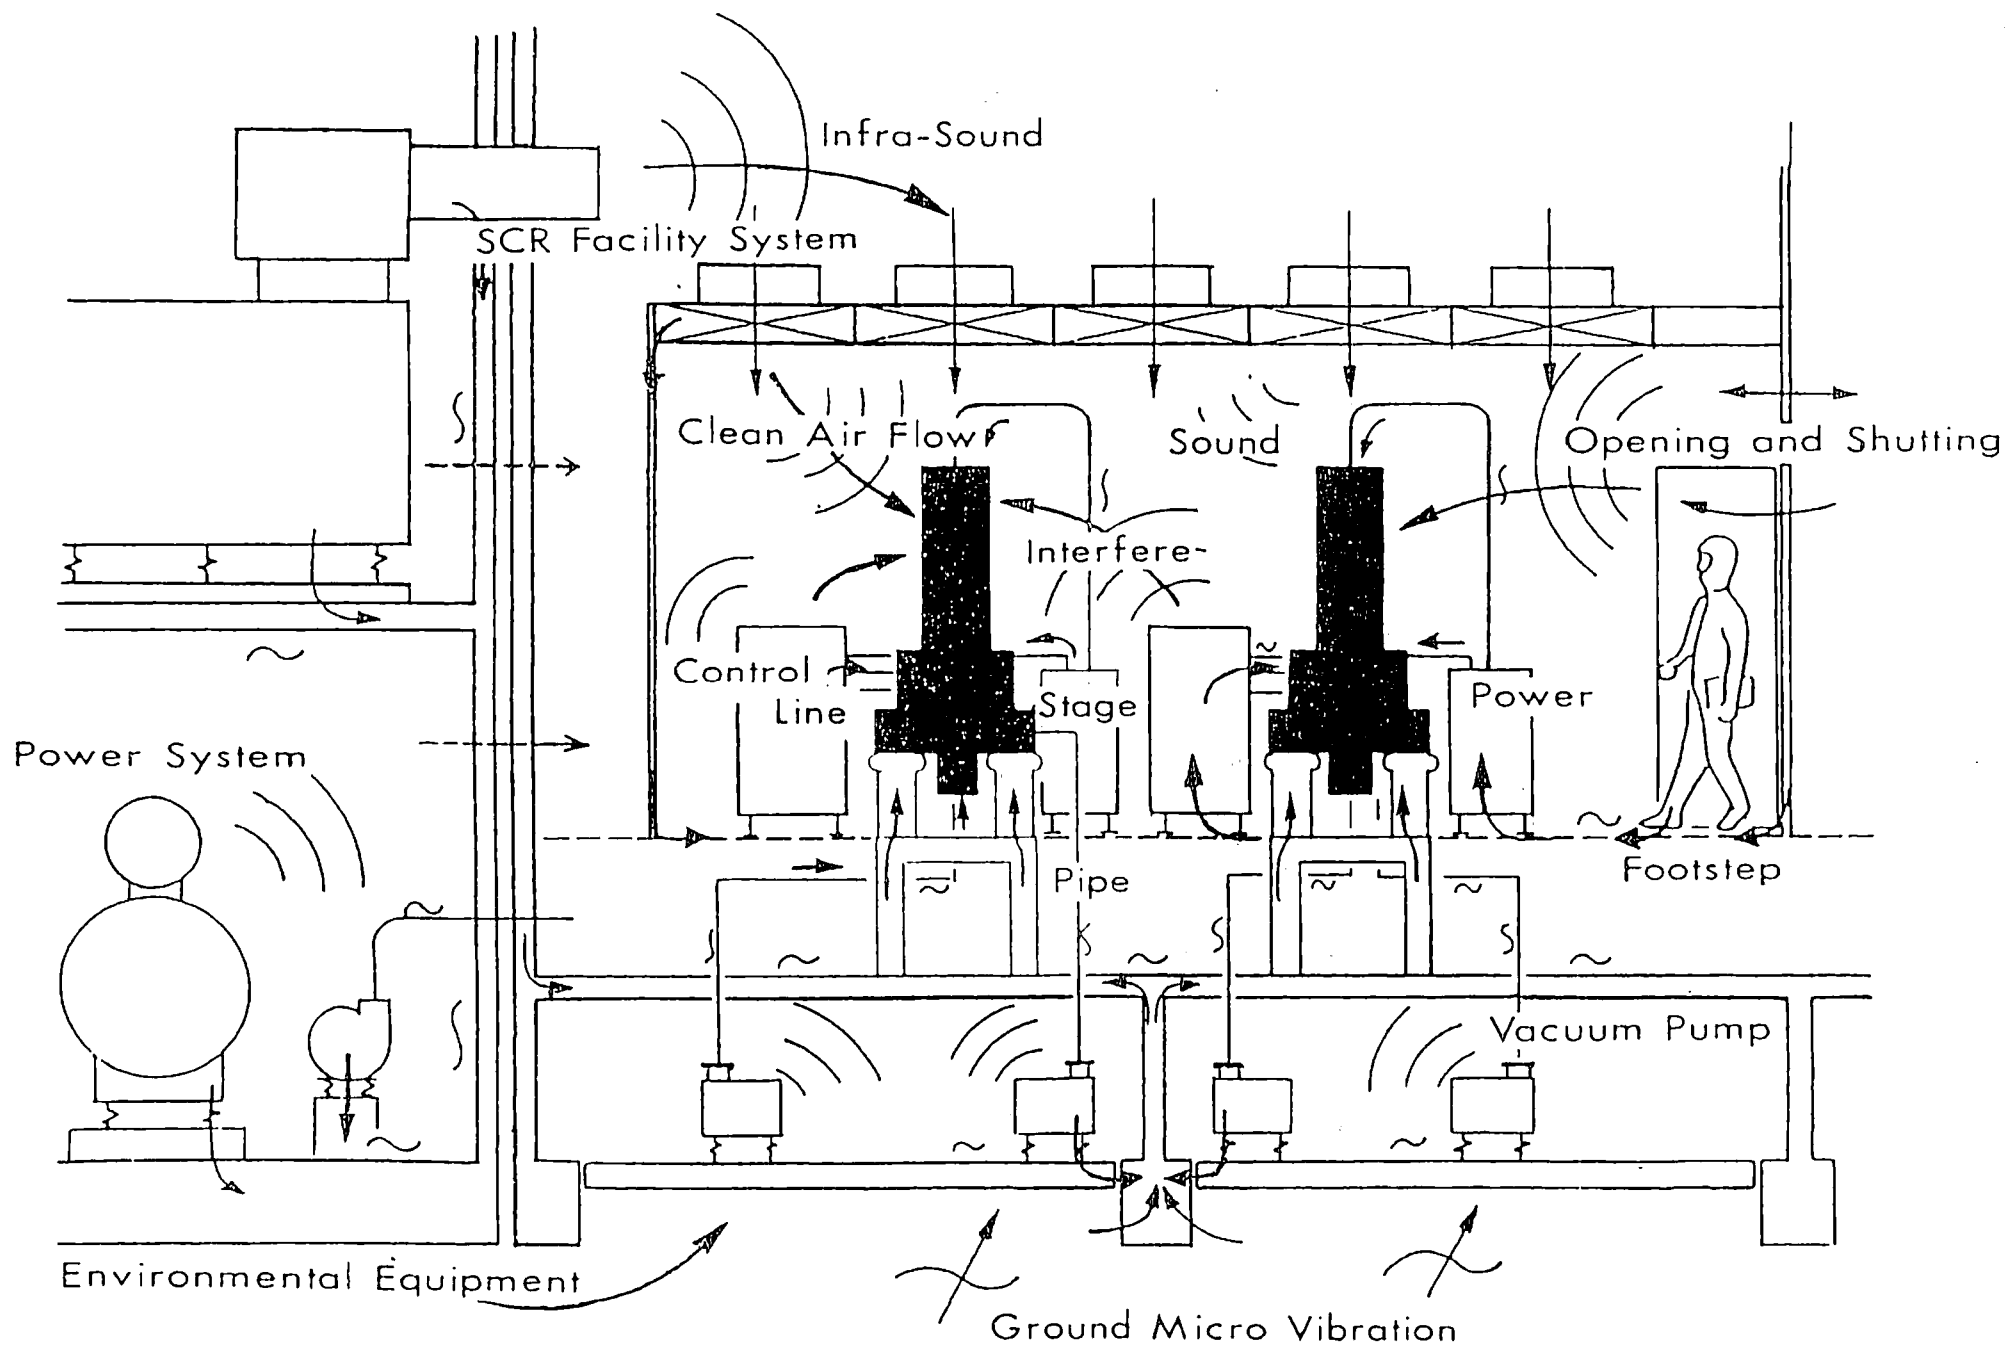 Infra-Sound
SCR Facility System
Clean Air Flow
Sound
Opening and Shutting
Interfere-
Control
Line
Stage
Power
Power System
Footstep
Pipe
Vacuum Pump
Environmental Equipment
Ground Micro Vibration